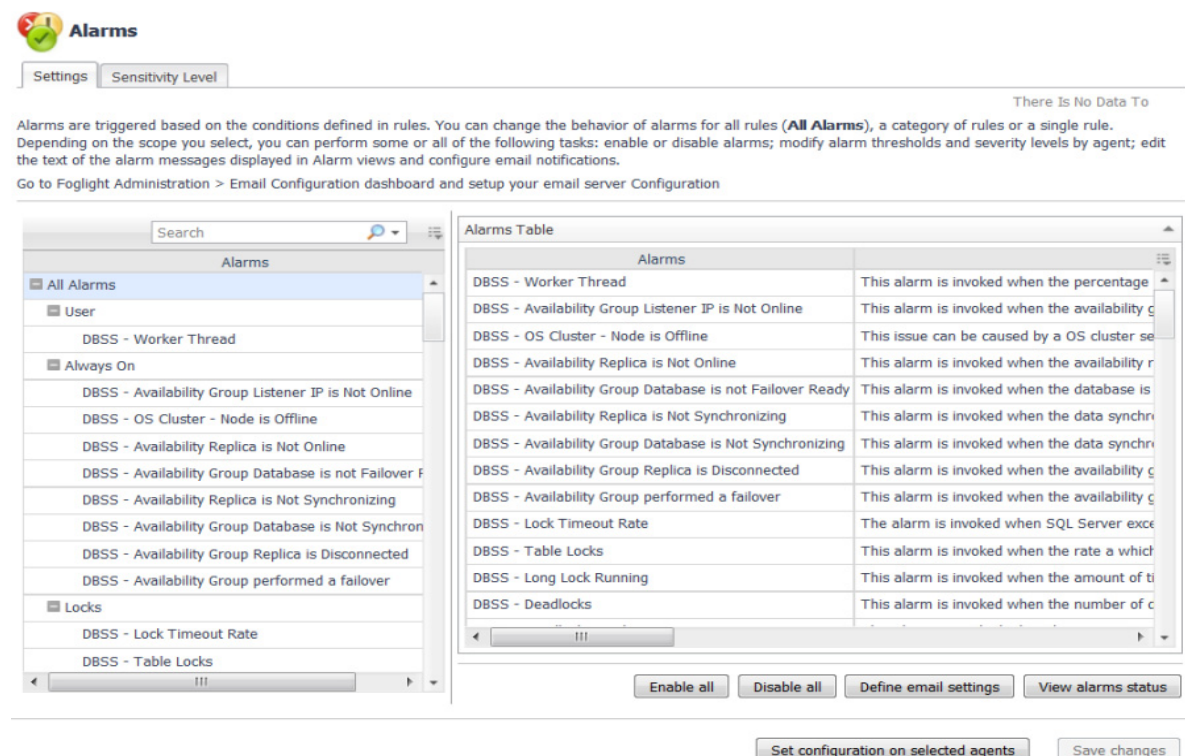 Alarms
Settings
Sensitivity Level
There Is No Data To
Alarms are triggered based on the conditions defined in rules. You can change the behavior of alarms for all rules (All Alarms), a category of rules or a single rule.
Depending on the scope you select, you can perform some or all of the following tasks: enable or disable alarms; modify alarm thresholds and severity levels by agent; edit
the text of the alarm messages displayed in Alarm views and configure email notifications.
Go to Foglight Administration > Email Configuration dashboard and setup your email server Configuration
Search
Alarms
All Alarms
User
DBSS - Worker Thread
Always On
DBSS - Availability Group Listener IP is Not Online
DBSS - OS Cluster - Node is Offline
DBSS - Availability Replica is Not Online
DBSS - Availability Group Database is not Failover
DBSS - Availability Replica is Not Synchronizing
DBSS - Availability Group Database is Not Synchron
DBSS - Availability Group Replica is Disconnected
DBSS - Availability Group performed a failover
Locks
DBSS - Lock Timeout Rate
DBSS - Table Locks
Alarms Table
Alarms
DBSS - Worker Thread This alarm is invoked when the percentage
DBSS - Availability Group Listener IP is Not Online This alarm is invoked when the availability g
DBSS - OS Cluster - Node is Offline This issue can be caused by a OS cluster se
DBSS - Availability Replica is Not Online This alarm is invoked when the availability r
DBSS - Availability Group Database is not Failover Ready This alarm is invoked when the database is
DBSS - Availability Replica is Not Synchronizing This alarm is invoked when the data synchr
DBSS - Availability Group Database is Not Synchronizing This alarm is invoked when the data synchr
DBSS - Availability Group Replica is Disconnected This alarm is invoked when the availability g
DBSS - Availability Group performed a failover This alarm is invoked when the availability g
DBSS - Lock Timeout Rate The alarm is invoked when SQL Server exce
DBSS - Table Locks This alarm is invoked when the rate a which
DBSS - Long Lock Running This alarm is invoked when the amount of ti
DBSS - Deadlocks This alarm is invoked when the number of
Enable all
Disable all
Define email settings
View alarms status
Set configuration on selected agents
Save changes